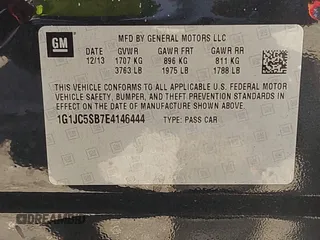 GM
MFD BY GENERAL MOTORS LLC
12/13 GVWR GAWR FRT GAWR RR
1707 KG 896 KG 811 KG
3763 LB 1975 LB 1788 LB
THIS VEHICLE CONFORMS TO ALL APPLICABLE U.S. FEDERAL MOTOR
VEHICLE SAFETY, BUMPER, AND THEFT PREVENTION STANDARDS IN
EFFECT ON THE DATE OF MANUFACTURE SHOWN ABOVE.
1G1JC5SB7E4146444 TYPE: PASS CAR